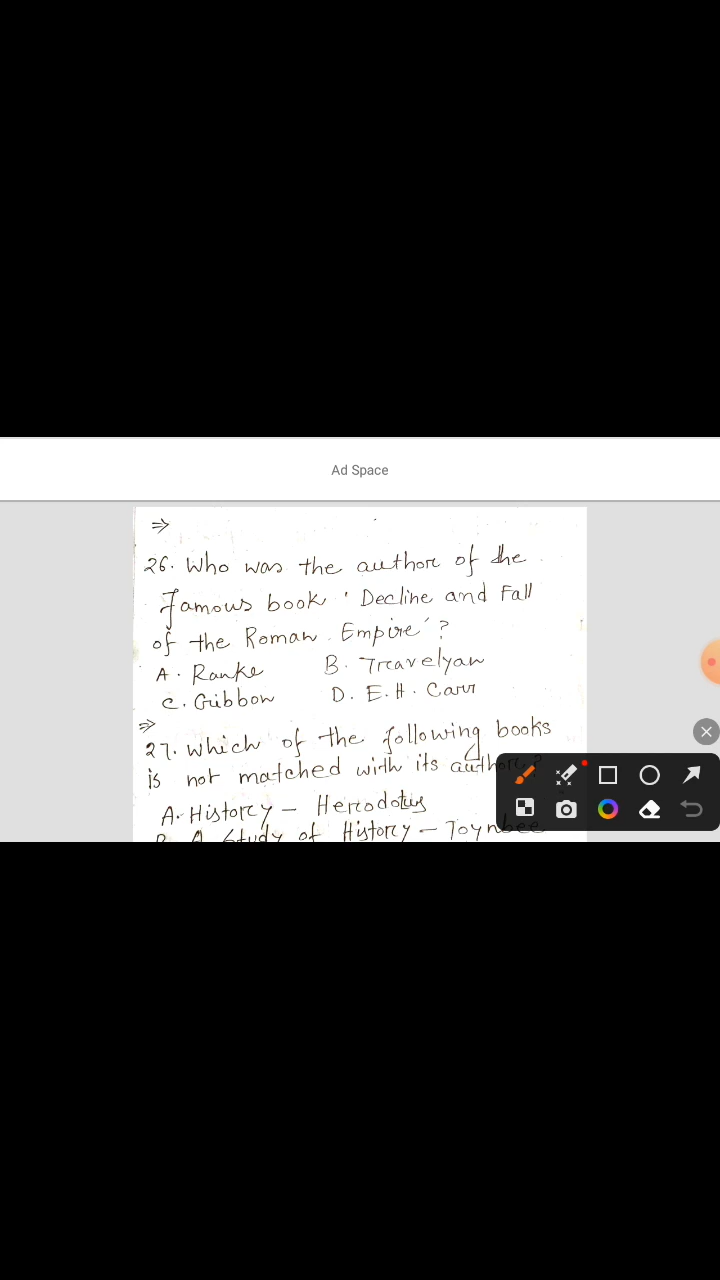 Ad Space
⇒
26. Who was the author of the
famous book 'Decline and Fall
of the Roman Empire'?
A. Ranke B. Travelyan
C. Gibbon D. E.H. Carr
⇒
27. Which of the following books
is not matched with its author?
A. History - Herodotus
B. A Study of History - Toynbee